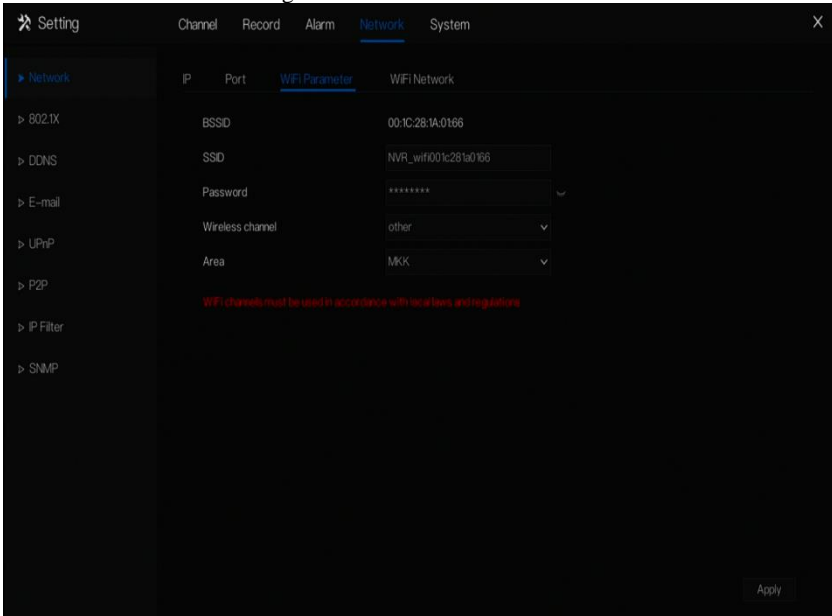 Setting
Channel Record Alarm Network System X
Network
802.1X
DDNS
E-mail
UPnP
P2P
IP Filter
SNMP
IP Port WiFi Parameter WiFi Network
BSSID 00:1C:28:1A:01:66
SSID NVR_wifi001c281a0166
Password ********
Wireless channel other
Area MKK
WiFi channels must be used in accordance with local laws and regulations
Apply